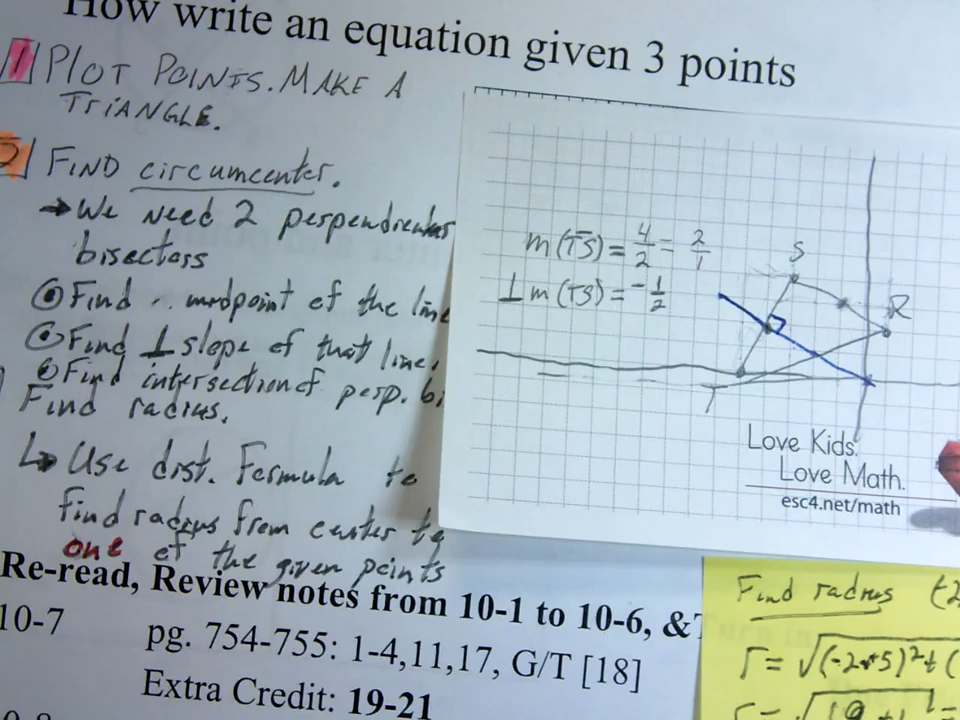 How write an equation given 3 points
1 PLOT POINTS. MAKE A
TRIANGLE.
2 FIND circumcenter.
→ We need 2 perpendicular
bisectors
Find midpoint of the line
Find ⊥ slope of that line.
Find intersection of perp. bi
Find radius.
↳ Use dist. Formula to
find radius from center to
one of the given points
m(TS) = 4/2 = 2/1
⊥ m(TS) = -1/2
S
R
T
Love Kids.
Love Math.
esc4.net/math
Re-read, Review notes from 10-1 to 10-6, &
10-7 pg. 754-755: 1-4,11,17, G/T [18]
Extra Credit: 19-21
Find radius
r = √(-2+5)² + (